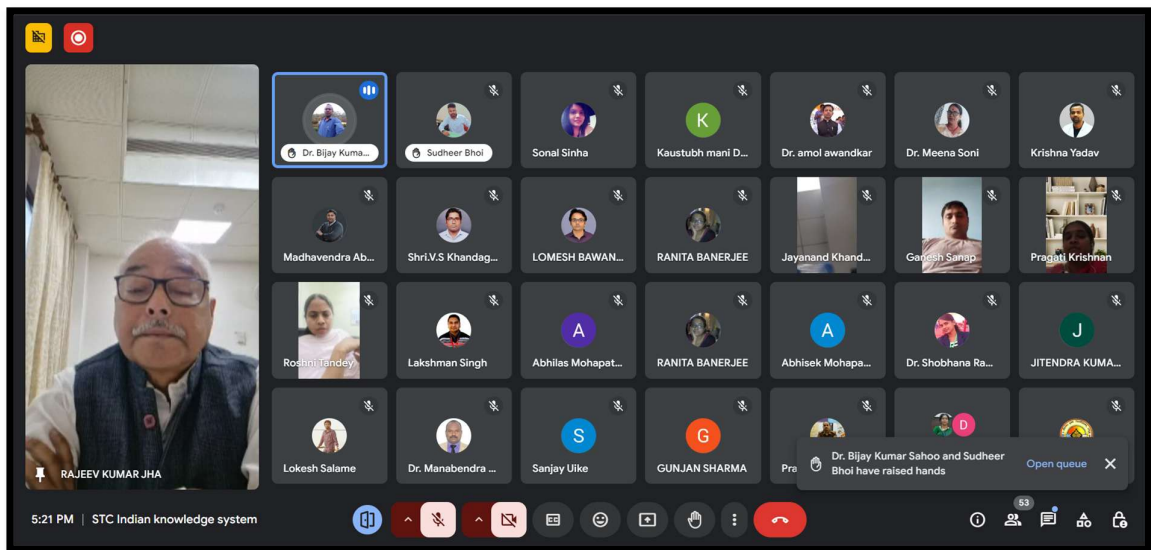 Dr. Bijay Kuma...
Sudheer Bhoi
Sonal Sinha
K
Kaustubh mani D...
Dr. amol awandkar
Dr. Meena Soni
Krishna Yadav
Madhavendra Ab...
Shri.V.S Khandag...
LOMESH BAWAN...
RANITA BANERJEE
Jayanand Khand...
Ganesh Sanap
Pragati Krishnan
Roshni Tandey
Lakshman Singh
A
Abhilas Mohapat...
RANITA BANERJEE
A
Abhisek Mohapa...
Dr. Shobhana Ra...
J
JITENDRA KUMA...
RAJEEV KUMAR JHA
Lokesh Salame
Dr. Manabendra ...
S
Sanjay Uike
G
GUNJAN SHARMA
Pra
D
Dr. Bijay Kumar Sahoo and Sudheer
Bhoi have raised hands
Open queue
5:21 PM | STC Indian knowledge system
CC
53